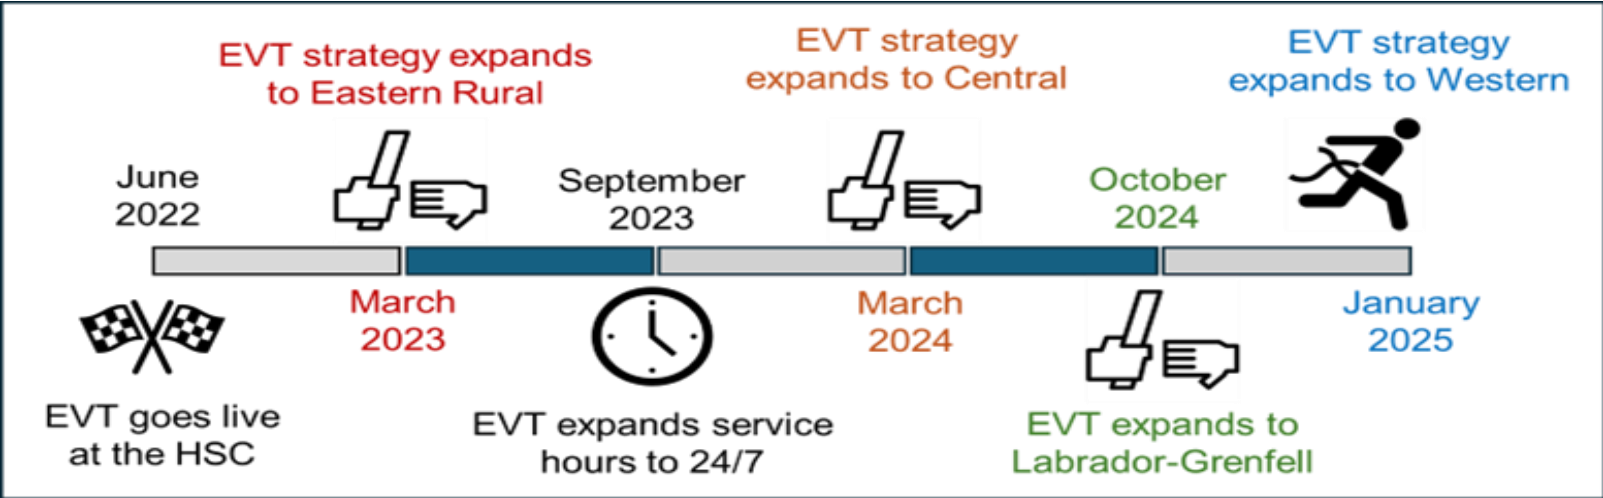 June
2022
EVT goes live
at the HSC
EVT strategy expands
to Eastern Rural
March
2023
September
2023
EVT expands service
hours to 24/7
EVT strategy
expands to Central
March
2024
October
2024
EVT expands to
Labrador-Grenfell
EVT strategy
expands to Western
January
2025